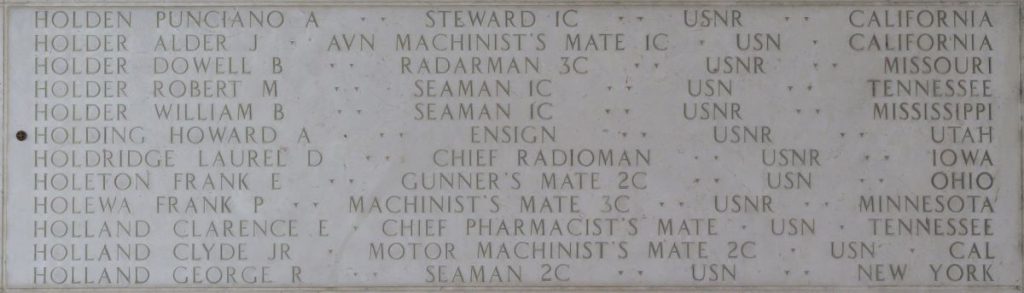 HOLDEN PUNCIANO A · · STEWARD 1C · · USNR · · CALIFORNIA
HOLDER ALDER J · AVN MACHINIST'S MATE 1C · USN · CALIFORNIA
HOLDER DOWELL B · · RADARMAN 3C · · USNR · · MISSOURI
HOLDER ROBERT M · · SEAMAN 1C · · USN · · TENNESSEE
HOLDER WILLIAM B · · SEAMAN 1C · · USNR · · MISSISSIPPI
HOLDING HOWARD A · · · ENSIGN · · · USNR · · · UTAH
HOLDRIDGE LAUREL D · · CHIEF RADIOMAN · · USNR · · IOWA
HOLETON FRANK E · · GUNNER'S MATE 2C · · USN · · OHIO
HOLEWA FRANK P · · MACHINIST'S MATE 3C · · USNR · · MINNESOTA
HOLLAND CLARENCE E · CHIEF PHARMACIST'S MATE · USN · TENNESSEE
HOLLAND CLYDE JR · MOTOR MACHINIST'S MATE 2C · USN · CAL
HOLLAND GEORGE R · · SEAMAN 2C · · USN · · NEW YORK